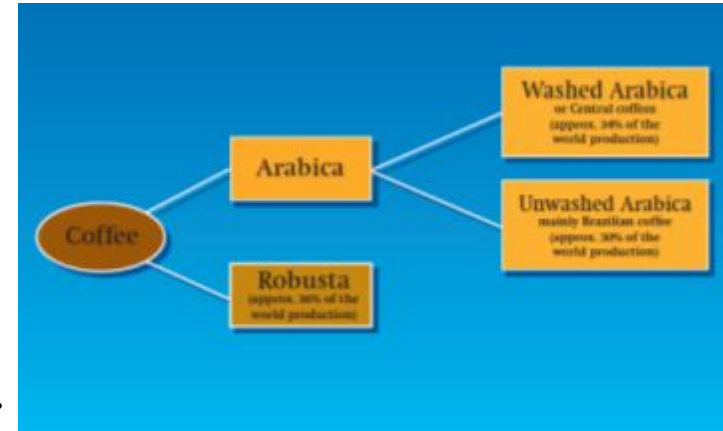 Coffee
Arabica
Robusta
(approx. 36% of the
world production)
Washed Arabica
or Central coffees
(approx. 34% of the
world production)
Unwashed Arabica
mainly Brazilian coffee
(approx. 30% of the
world production)